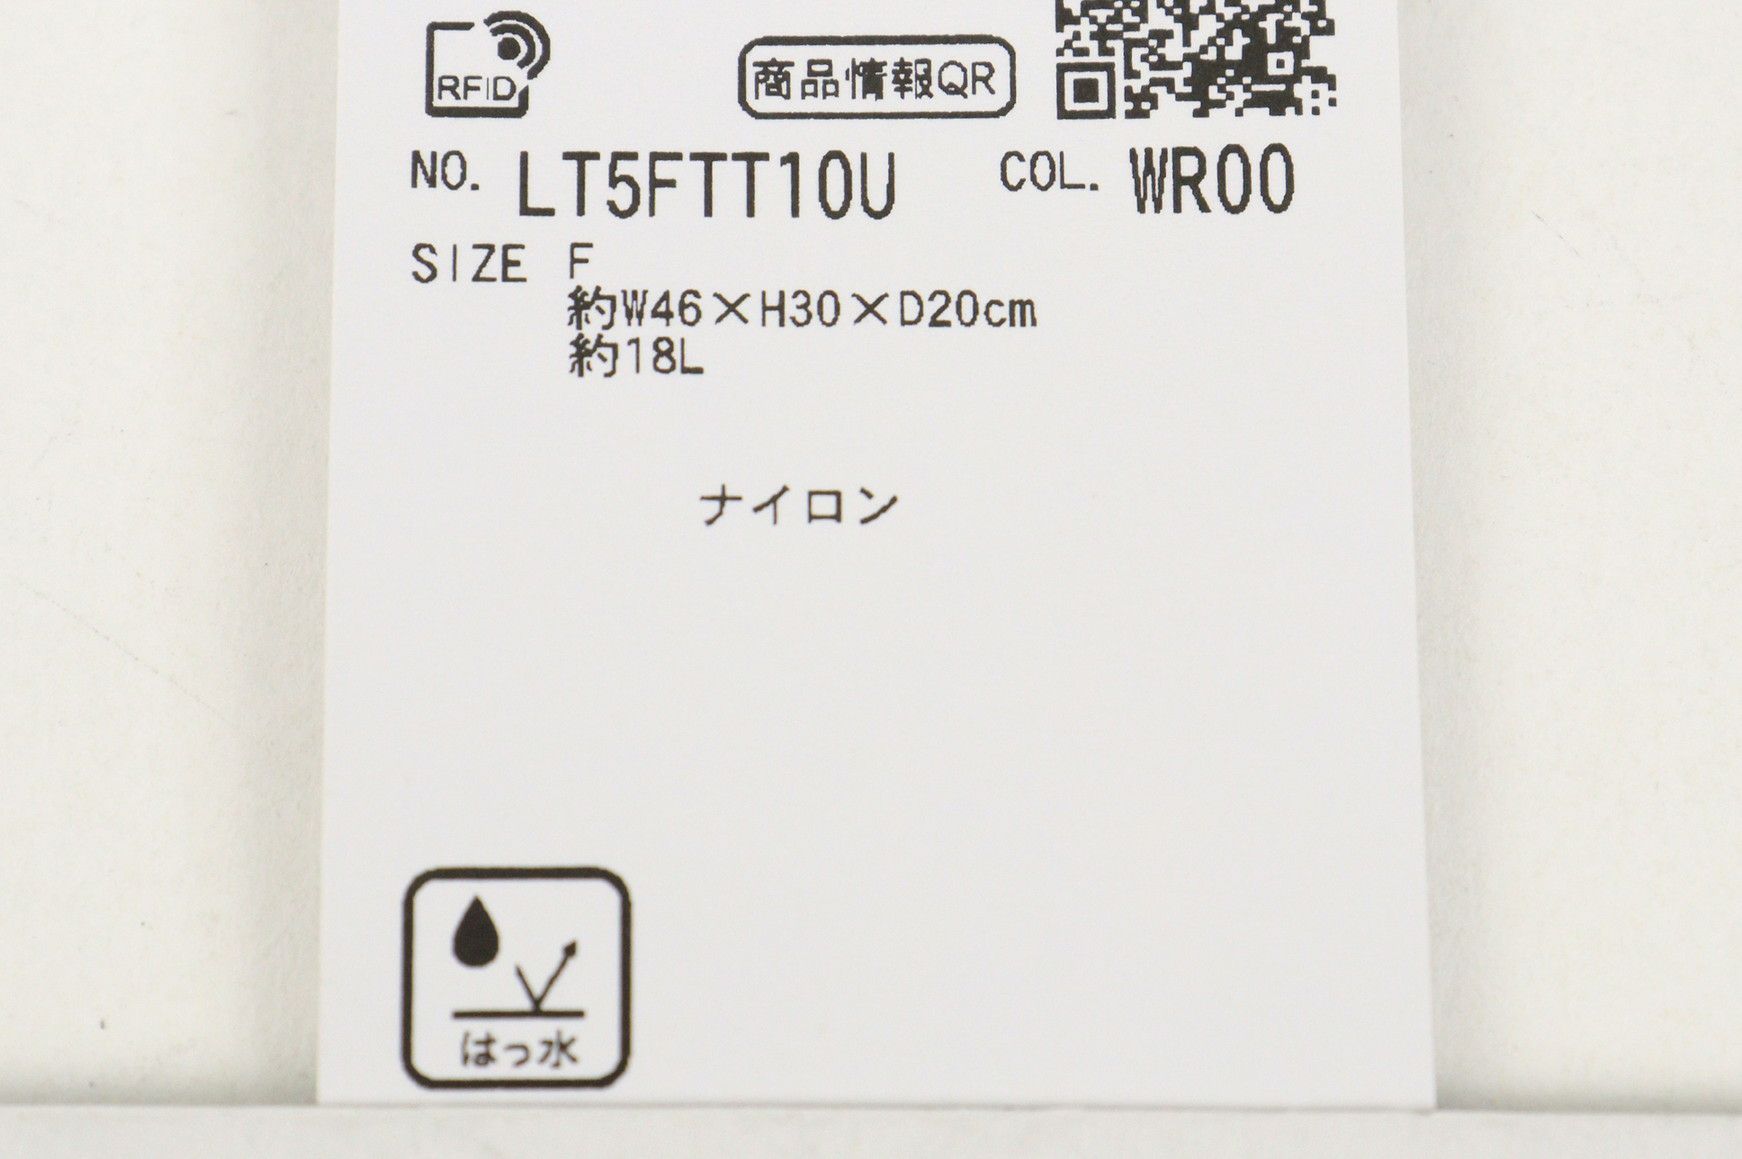 RFID
商品情報QR
NO. LT5FTT10U COL. WR00
SIZE F
約W46×H30×D20cm
約18L
ナイロン
はっ水